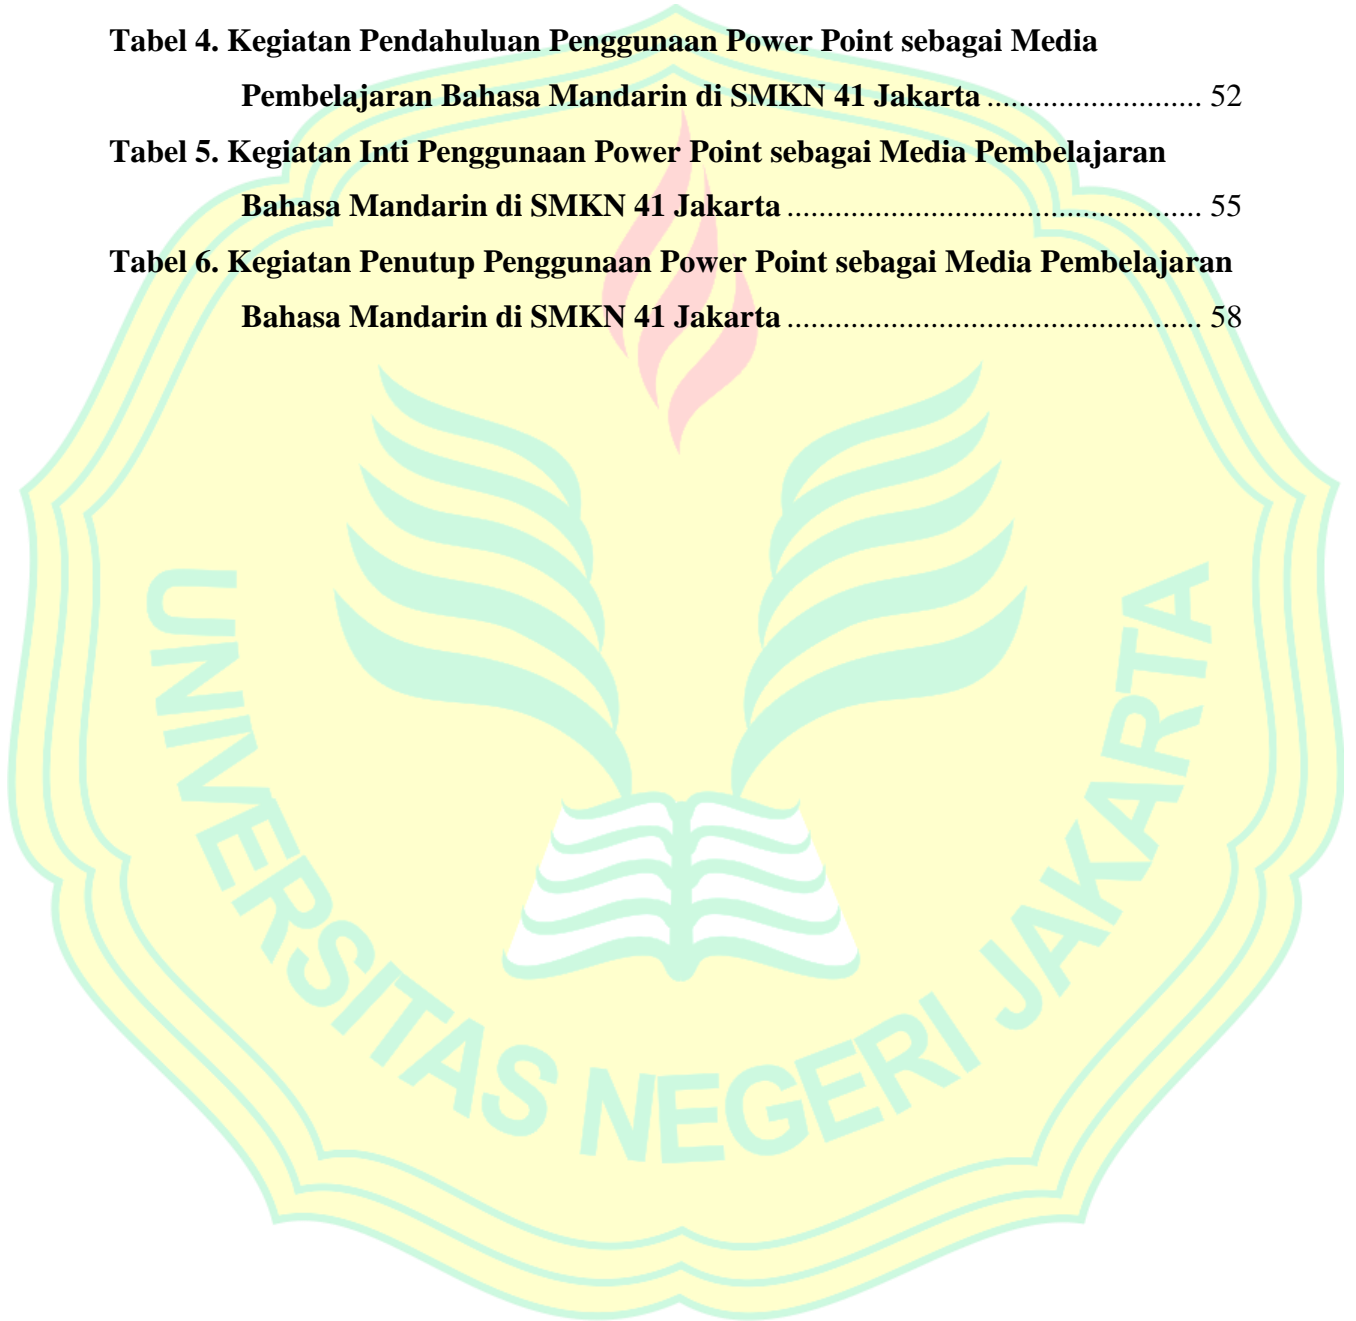 Tabel 4. Kegiatan Pendahuluan Penggunaan Power Point sebagai Media
Pembelajaran Bahasa Mandarin di SMKN 41 Jakarta ........................... 52
Tabel 5. Kegiatan Inti Penggunaan Power Point sebagai Media Pembelajaran
Bahasa Mandarin di SMKN 41 Jakarta .................................................... 55
Tabel 6. Kegiatan Penutup Penggunaan Power Point sebagai Media Pembelajaran
Bahasa Mandarin di SMKN 41 Jakarta .................................................... 58
UNIVERSITAS NEGERI JAKARTA